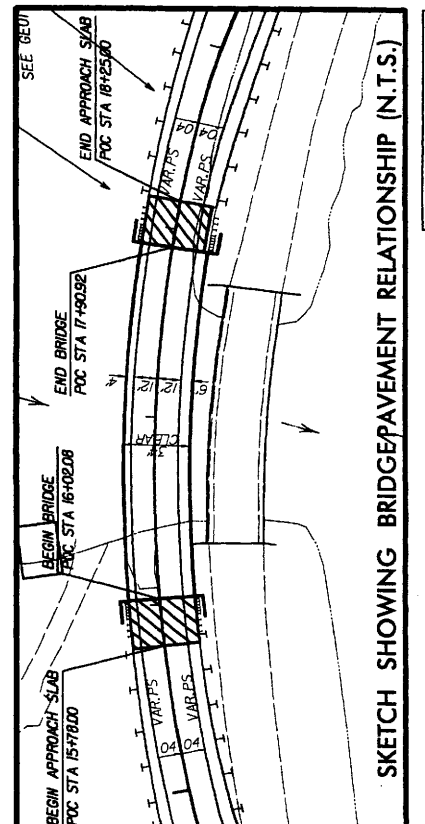 SEE GEOT
END APPROACH SLAB
POC STA 18+25.00
04
04
VAR.PS
VAR.PS
END BRIDGE
POC STA 17+90.92
4'
12'
12'
6'
CLEAR
BEGIN BRIDGE
POC STA 16+02.08
BEGIN APPROACH SLAB
POC STA 15+78.00
VAR.PS
VAR.PS
04
04
SKETCH SHOWING BRIDGE/PAVEMENT RELATIONSHIP (N.T.S.)